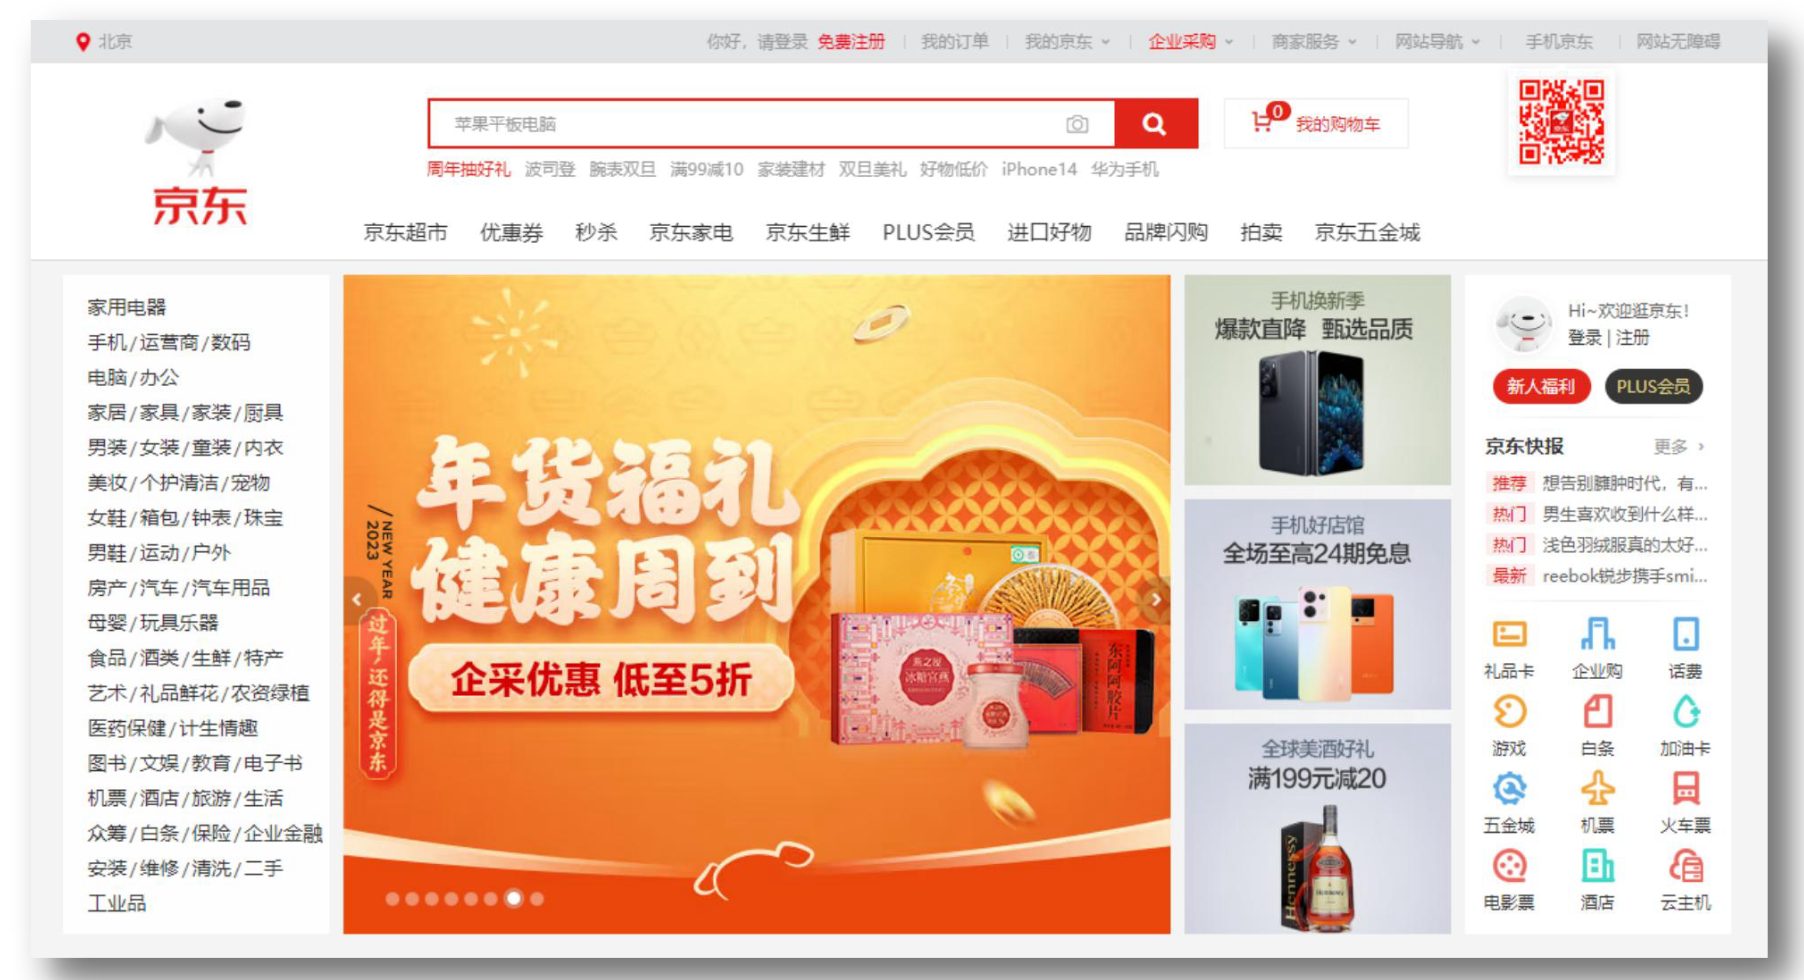 北京
你好，请登录 免费注册 我的订单 我的京东 企业采购 商家服务 网站导航 手机京东 网站无障碍
京东
苹果平板电脑
0
我的购物车
周年抽好礼 波司登 腕表双旦 满99减10 家装建材 双旦美礼 好物低价 iPhone14 华为手机
京东超市 优惠券 秒杀 京东家电 京东生鲜 PLUS会员 进口好物 品牌闪购 拍卖 京东五金城
家用电器
手机/运营商/数码
电脑/办公
家居/家具/家装/厨具
男装/女装/童装/内衣
美妆/个护清洁/宠物
女鞋/箱包/钟表/珠宝
男鞋/运动/户外
房产/汽车/汽车用品
母婴/玩具乐器
食品/酒类/生鲜/特产
艺术/礼品鲜花/农资绿植
医药保健/计生情趣
图书/文娱/教育/电子书
机票/酒店/旅游/生活
众筹/白条/保险/企业金融
安装/维修/清洗/二手
工业品
年货福礼
健康周到
/NEW YEAR
2023
过年，还得是京东
企采优惠 低至5折
燕之屋
冰糖官燕
东阿阿胶片
手机换新季
爆款直降 甄选品质
手机好店馆
全场至高24期免息
全球美酒好礼
满199元减20
Hennessy
Hennessy
Hi~欢迎逛京东！
登录 | 注册
新人福利 PLUS会员
京东快报 更多
推荐 想告别臃肿时代，有...
热门 男生喜欢收到什么样...
热门 浅色羽绒服真的太好...
最新 reebok锐步携手smi...
礼品卡 企业购 话费
游戏 白条 加油卡
五金城 机票 火车票
电影票 酒店 云主机